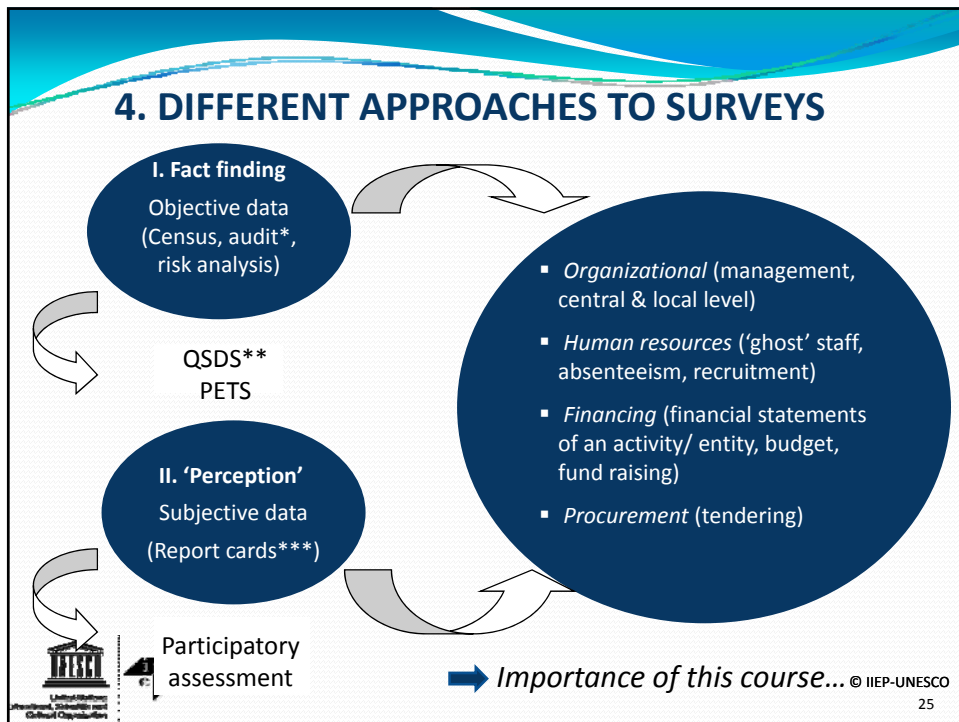 4. DIFFERENT APPROACHES TO SURVEYS
I. Fact finding
Objective data
(Census, audit*,
risk analysis)
QSDS**
PETS
II. ‘Perception’
Subjective data
(Report cards***)
Participatory
assessment
▪ Organizational (management,
central & local level)
▪ Human resources (‘ghost’ staff,
absenteeism, recruitment)
▪ Financing (financial statements
of an activity/ entity, budget,
fund raising)
▪ Procurement (tendering)
Importance of this course… © IIEP-UNESCO
25
Cultural Organization